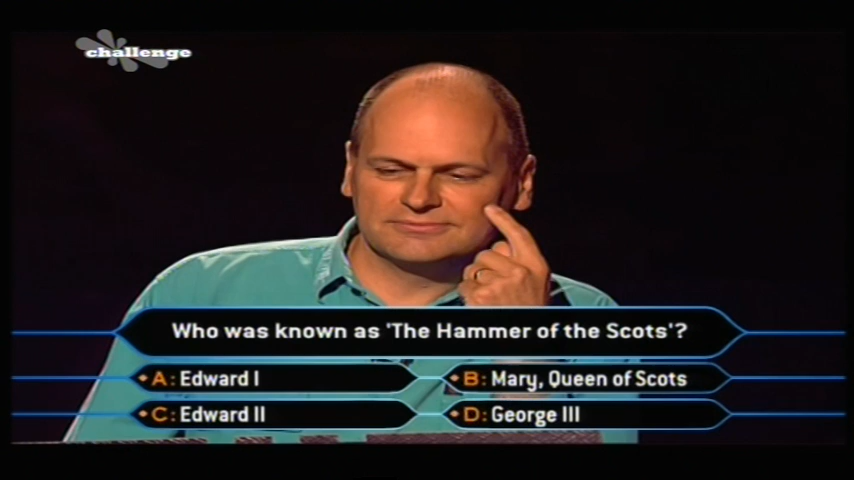 challenge
Who was known as 'The Hammer of the Scots'?
A: Edward I
B: Mary, Queen of Scots
C: Edward II
D: George III